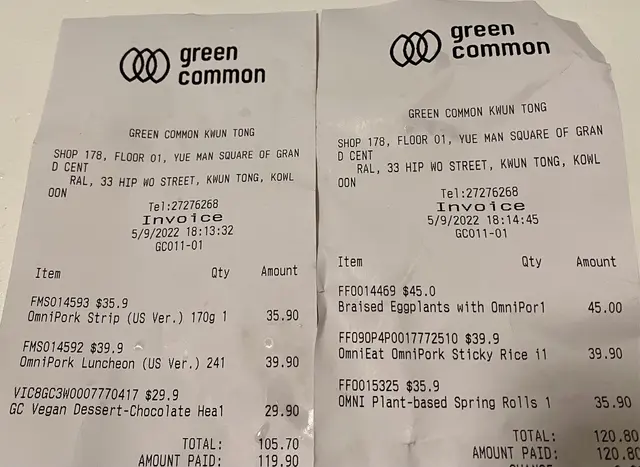 green
common
GREEN COMMON KWUN TONG
SHOP 178, FLOOR 01, YUE MAN SQUARE OF GRAN
D CENT
RAL, 33 HIP WO STREET, KWUN TONG, KOWL
OON
Tel:27276268
Invoice
5/9/2022 18:13:32
GC011-01
Item Qty Amount
FMS014593 $35.9
OmniPork Strip (US Ver.) 170g 1 35.90
FMS014592 $39.9
OmniPork Luncheon (US Ver.) 241 39.90
VIC8GC3W0007770417 $29.9
GC Vegan Dessert-Chocolate Hea1 29.90
TOTAL: 105.70
AMOUNT PAID: 119.90
green
common
GREEN COMMON KWUN TONG
SHOP 178, FLOOR 01, YUE MAN SQUARE OF GRAN
D CENT
RAL, 33 HIP WO STREET, KWUN TONG, KOWL
OON
Tel:27276268
Invoice
5/9/2022 18:14:45
GC011-01
Item Qty Amount
FF0014469 $45.0
Braised Eggplants with OmniPor1 45.00
FF090P4P0017772510 $39.9
OmniEat OmniPork Sticky Rice i1 39.90
FF0015325 $35.9
OMNI Plant-based Spring Rolls 1 35.90
TOTAL: 120.80
AMOUNT PAID: 120.80